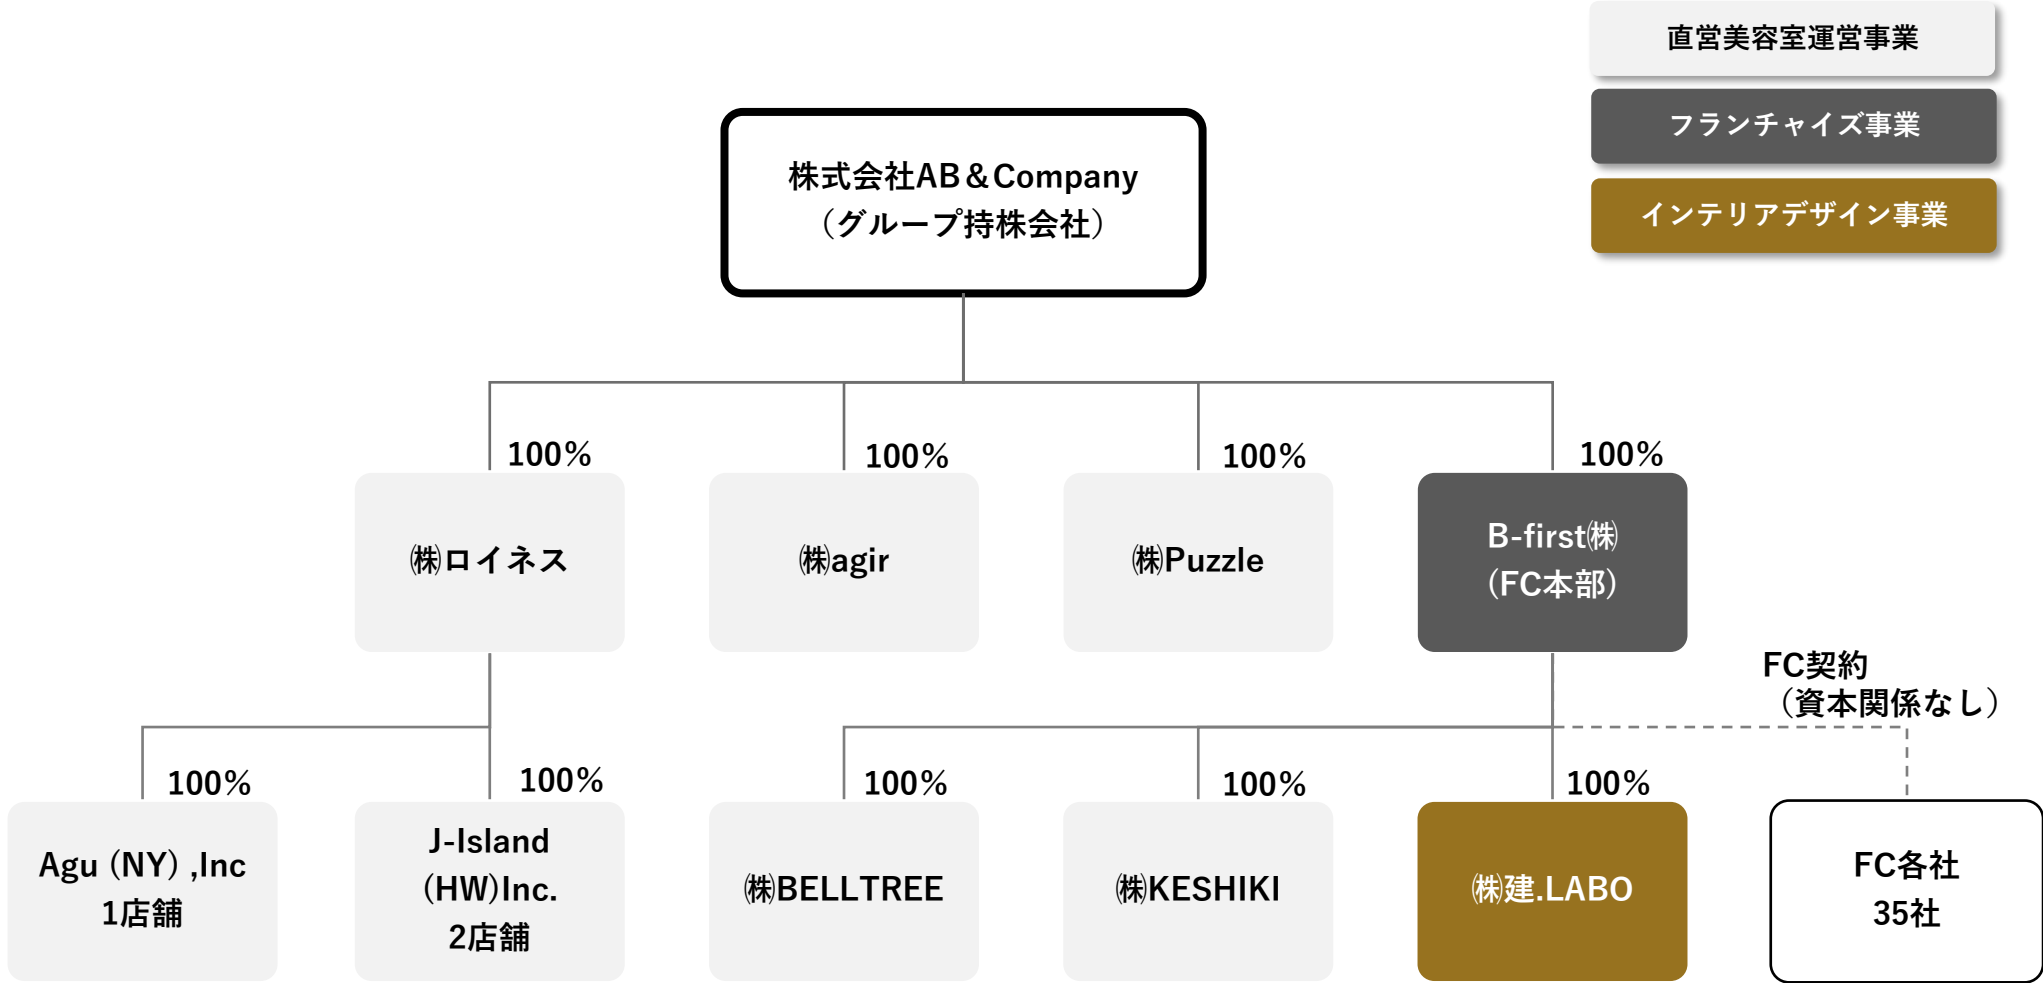 直営美容室運営事業
フランチャイズ事業
インテリアデザイン事業
株式会社AB＆Company
（グループ持株会社）
100%
100%
100%
100%
㈱ロイネス
㈱agir
㈱Puzzle
B-first㈱
（FC本部）
FC契約
（資本関係なし）
100%
100%
100%
100%
100%
Agu（NY）,Inc
1店舗
J-Island
(HW)Inc.
2店舗
㈱BELLTREE
㈱KESHIKI
㈱建.LABO
FC各社
35社